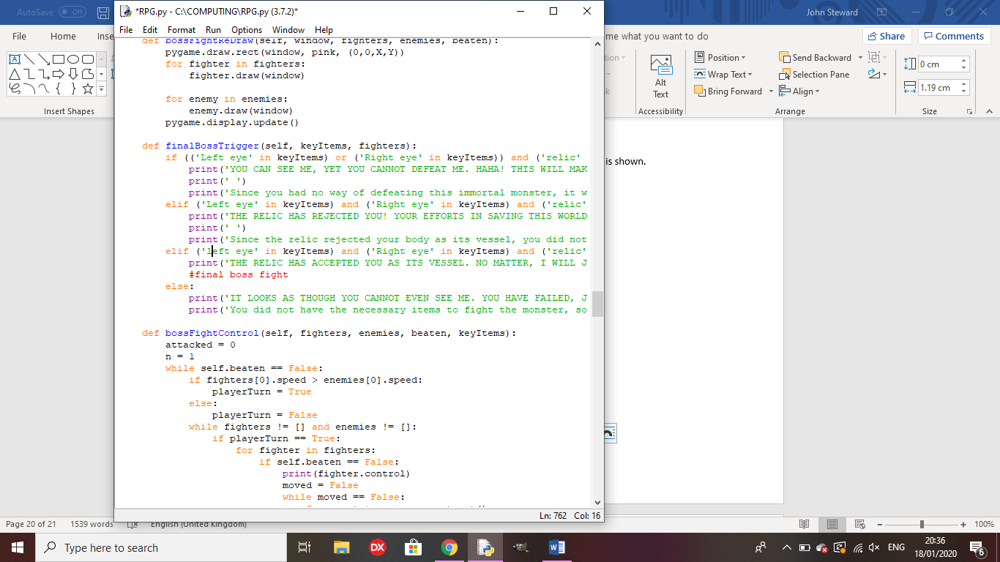 AutoSave Off
John Steward
*RPG.py - C:\COMPUTING\RPG.py (3.7.2)*
File Edit Format Run Options Window Help
File Home Inse
me what you want to do
Share Comments
Insert Shapes
Alt
Text
Accessibility
Position
Wrap Text
Bring Forward
Send Backward
Selection Pane
Align
Arrange
0 cm
1.19 cm
Size
is shown.
def bossFightReDraw(self, window, fighters, enemies, beaten):
pygame.draw.rect(window, pink, (0,0,X,Y))
for fighter in fighters:
fighter.draw(window)
for enemy in enemies:
enemy.draw(window)
pygame.display.update()
def finalBossTrigger(self, keyItems, fighters):
if (('Left eye' in keyItems) or ('Right eye' in keyItems)) and ('relic'
print('YOU CAN SEE ME, YET YOU CANNOT DEFEAT ME. HAHA! THIS WILL MAK
print(' ')
print('Since you had no way of defeating this immortal monster, it w
elif ('Left eye' in keyItems) and ('Right eye' in keyItems) and ('relic'
print('THE RELIC HAS REJECTED YOU! YOUR EFFORTS IN SAVING THIS WORLD
print(' ')
print('Since the relic rejected your body as its vessel, you did not
elif ('left eye' in keyItems) and ('Right eye' in keyItems) and ('relic'
print('THE RELIC HAS ACCEPTED YOU AS ITS VESSEL. NO MATTER, I WILL J
#final boss fight
else:
print('IT LOOKS AS THOUGH YOU CANNOT EVEN SEE ME. YOU HAVE FAILED, J
print('You did not have the necessary items to fight the monster, so
def bossFightControl(self, fighters, enemies, beaten, keyItems):
attacked = 0
n = 1
while self.beaten == False:
if fighters[0].speed > enemies[0].speed:
playerTurn = True
else:
playerTurn = False
while fighters != [] and enemies != []:
if playerTurn == True:
for fighter in fighters:
if self.beaten == False:
print(fighter.control)
moved = False
while moved == False:
Ln: 762 Col: 16
Page 20 of 21 1539 words English (United Kingdom) 100%
Type here to search
DX
ENG
20:36
18/01/2020
6